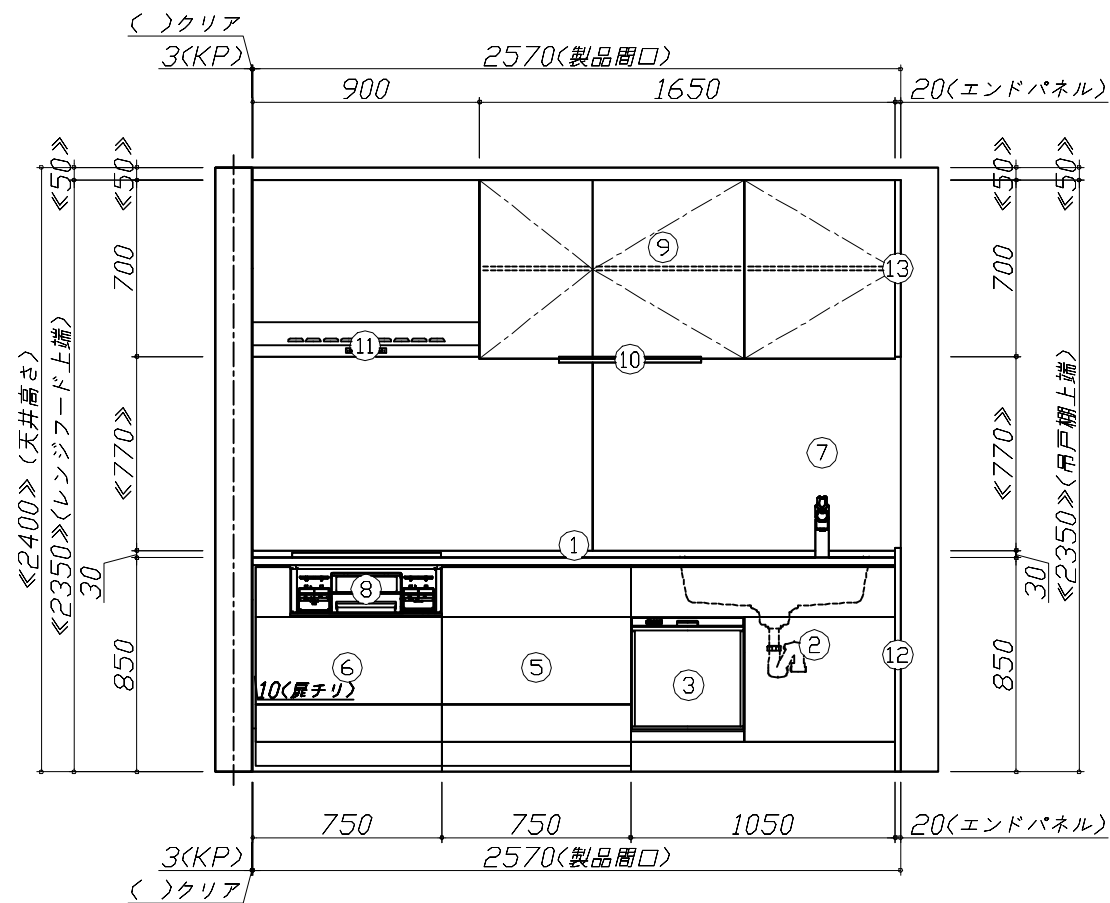 ( )クリア
3(KP)
2570(製品間口)
900
1650
20(エンドパネル)
≪50≫
≪50≫
≪50≫
≪50≫
700
700
9
13
11
10
≪2400≫(天井高さ)
≪2350≫(レンジフード上端)
≪770≫
≪770≫
≪2350≫(吊戸棚上端)
7
1
30
30
8
850
850
6
5
3
2
12
10(扉チリ)
750
750
1050
20(エンドパネル)
3(KP)
2570(製品間口)
( )クリア